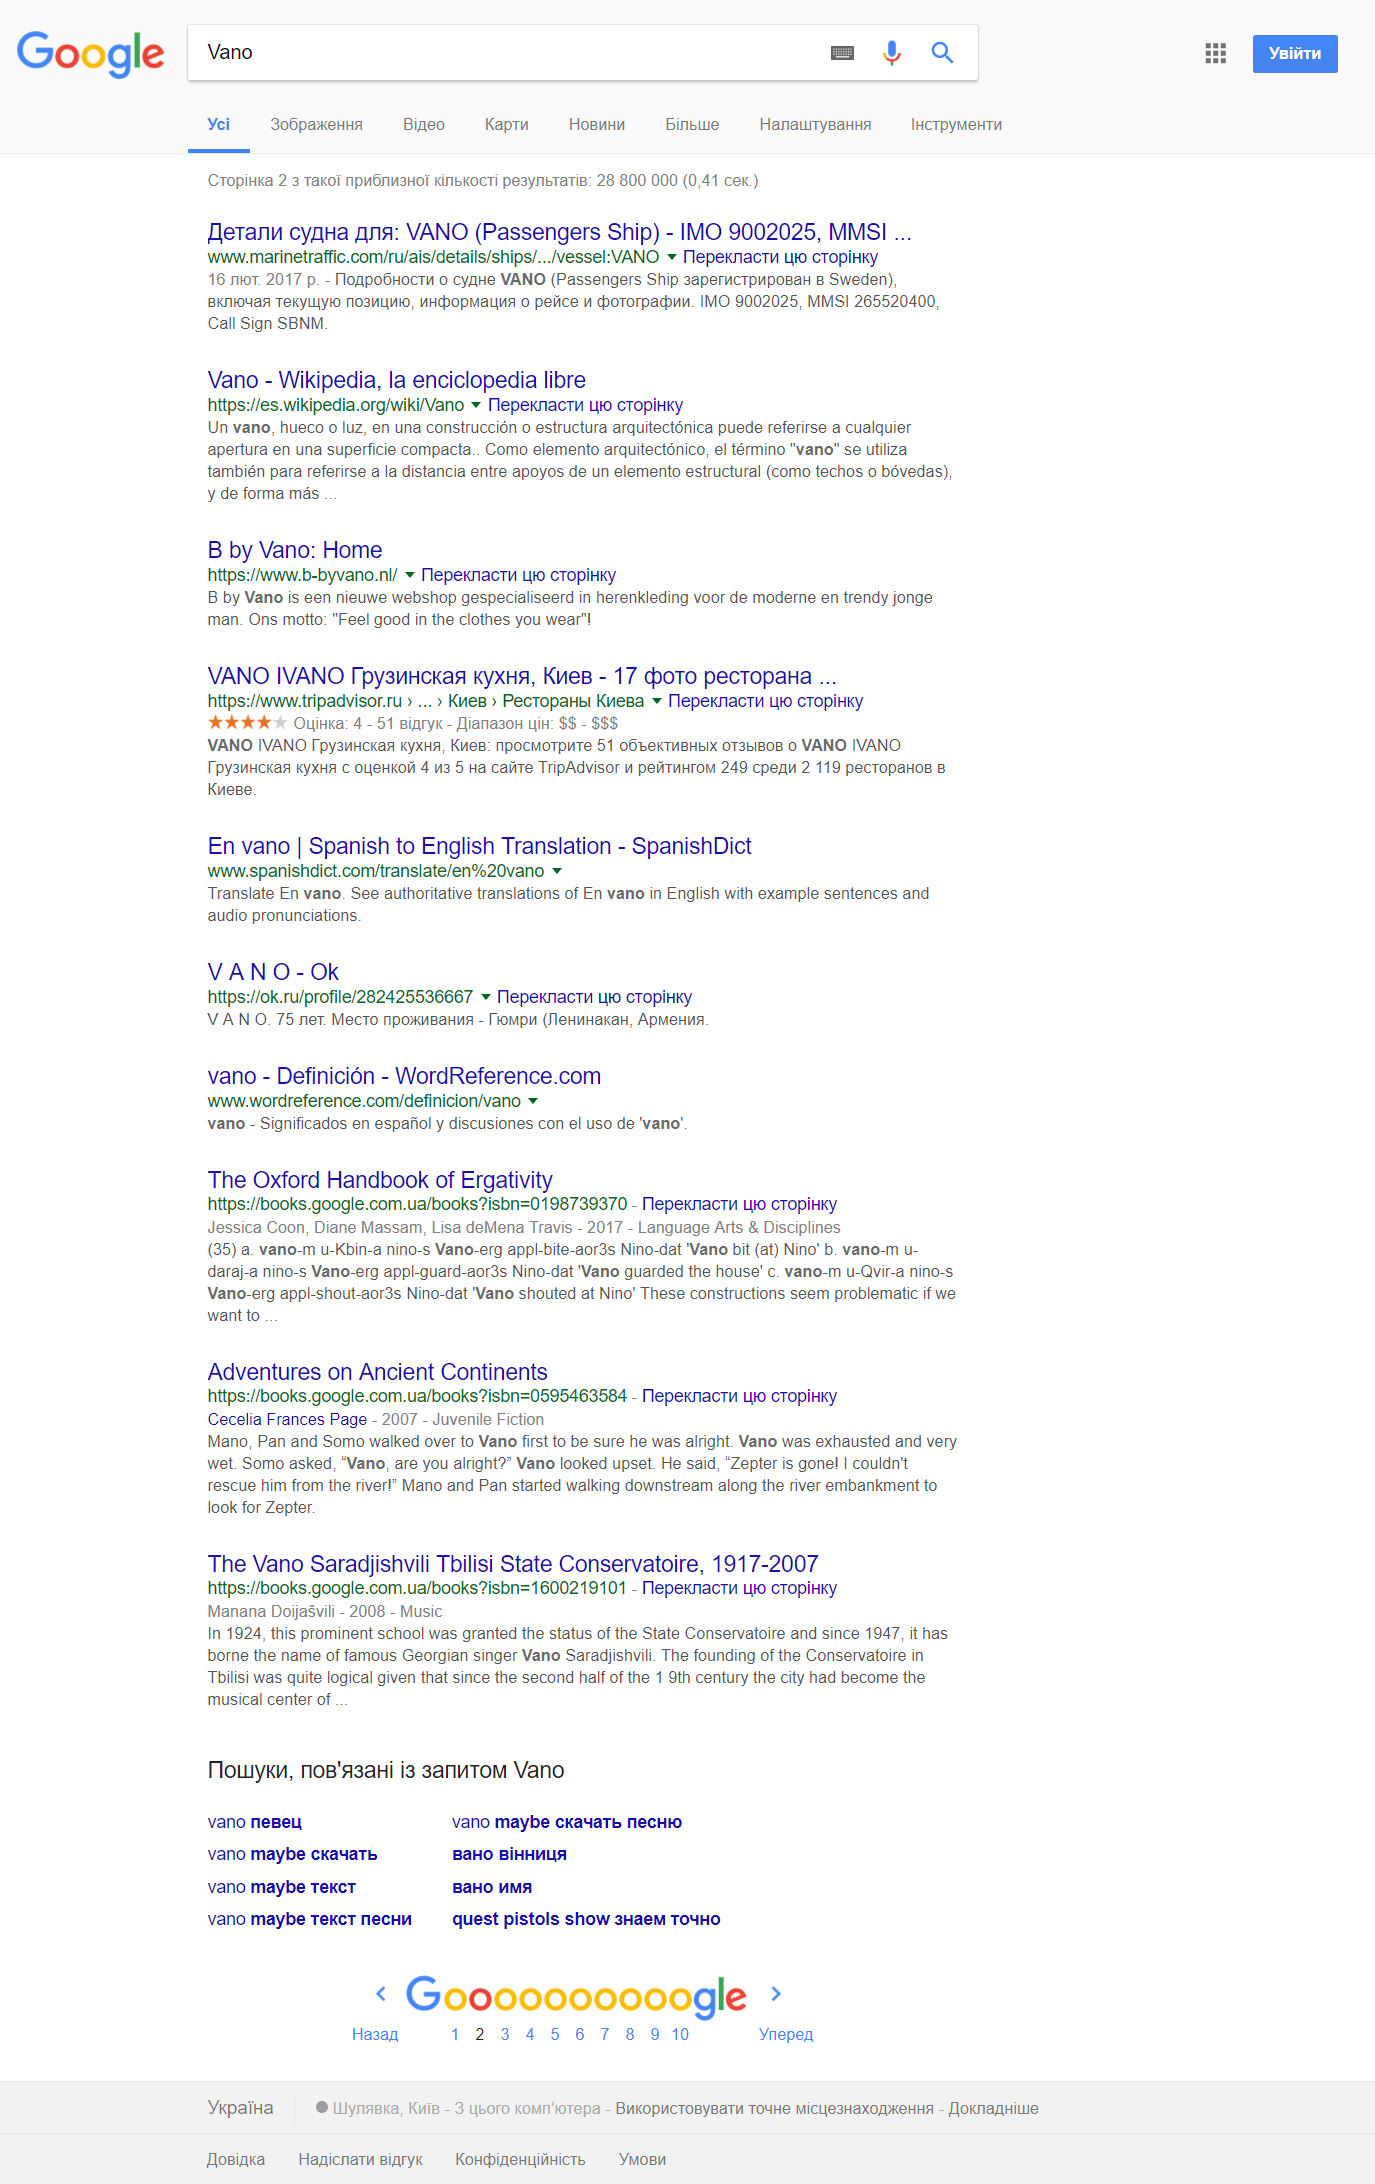 Google
Vano
Увійти
Усі Зображення Відео Карти Новини Більше Налаштування Інструменти
Сторінка 2 з такої приблизної кількості результатів: 28 800 000 (0,41 сек.)
Детали судна для: VANO (Passengers Ship) - IMO 9002025, MMSI ...
www.marinetraffic.com/ru/ais/details/ships/.../vessel:VANO Перекласти цю сторінку
16 лют. 2017 р. - Подробности о судне VANO (Passengers Ship зарегистрирован в Sweden),
включая текущую позицию, информация о рейсе и фотографии. IMO 9002025, MMSI 265520400,
Call Sign SBNM.
Vano - Wikipedia, la enciclopedia libre
https://es.wikipedia.org/wiki/Vano Перекласти цю сторінку
Un vano, hueco o luz, en una construcción o estructura arquitectónica puede referirse a cualquier
apertura en una superficie compacta.. Como elemento arquitectónico, el término "vano" se utiliza
también para referirse a la distancia entre apoyos de un elemento estructural (como techos o bóvedas),
y de forma más ...
B by Vano: Home
https://www.b-byvano.nl/ Перекласти цю сторінку
B by Vano is een nieuwe webshop gespecialiseerd in herenkleding voor de moderne en trendy jonge
man. Ons motto: "Feel good in the clothes you wear"!
VANO IVANO Грузинская кухня, Киев - 17 фото ресторана ...
https://www.tripadvisor.ru › ... › Киев › Рестораны Киева Перекласти цю сторінку
Оцінка: 4 - 51 відгук - Діапазон цін: $$ - $$$
VANO IVANO Грузинская кухня, Киев: просмотрите 51 объективных отзывов о VANO IVANO
Грузинская кухня с оценкой 4 из 5 на сайте TripAdvisor и рейтингом 249 среди 2 119 ресторанов в
Киеве.
En vano | Spanish to English Translation - SpanishDict
www.spanishdict.com/translate/en%20vano
Translate En vano. See authoritative translations of En vano in English with example sentences and
audio pronunciations.
V A N O - Ok
https://ok.ru/profile/282425536667 Перекласти цю сторінку
V A N O. 75 лет. Место проживания - Гюмри (Ленинакан, Армения.
vano - Definición - WordReference.com
www.wordreference.com/definicion/vano
vano - Significados en español y discusiones con el uso de 'vano'.
The Oxford Handbook of Ergativity
https://books.google.com.ua/books?isbn=0198739370 - Перекласти цю сторінку
Jessica Coon, Diane Massam, Lisa deMena Travis - 2017 - Language Arts & Disciplines
(35) a. vano-m u-Kbin-a nino-s Vano-erg appl-bite-aor3s Nino-dat 'Vano bit (at) Nino' b. vano-m u-
daraj-a nino-s Vano-erg appl-guard-aor3s Nino-dat 'Vano guarded the house' c. vano-m u-Qvir-a nino-s
Vano-erg appl-shout-aor3s Nino-dat 'Vano shouted at Nino' These constructions seem problematic if we
want to ...
Adventures on Ancient Continents
https://books.google.com.ua/books?isbn=0595463584 - Перекласти цю сторінку
Cecelia Frances Page - 2007 - Juvenile Fiction
Mano, Pan and Somo walked over to Vano first to be sure he was alright. Vano was exhausted and very
wet. Somo asked, “Vano, are you alright?” Vano looked upset. He said, “Zepter is gone! I couldn't
rescue him from the river!” Mano and Pan started walking downstream along the river embankment to
look for Zepter.
The Vano Saradjishvili Tbilisi State Conservatoire, 1917-2007
https://books.google.com.ua/books?isbn=1600219101 - Перекласти цю сторінку
Manana Doijašvili - 2008 - Music
In 1924, this prominent school was granted the status of the State Conservatoire and since 1947, it has
borne the name of famous Georgian singer Vano Saradjishvili. The founding of the Conservatoire in
Tbilisi was quite logical given that since the second half of the 1 9th century the city had become the
musical center of ...
Пошуки, пов'язані із запитом Vano
vano певец vano maybe скачать песню
vano maybe скачать вано вінниця
vano maybe текст вано имя
vano maybe текст песни quest pistols show знаем точно
Goooooooooogle
Назад 1 2 3 4 5 6 7 8 9 10 Уперед
Україна Шулявка, Київ - З цього комп'ютера - Використовувати точне місцезнаходження - Докладніше
Довідка Надіслати відгук Конфіденційність Умови